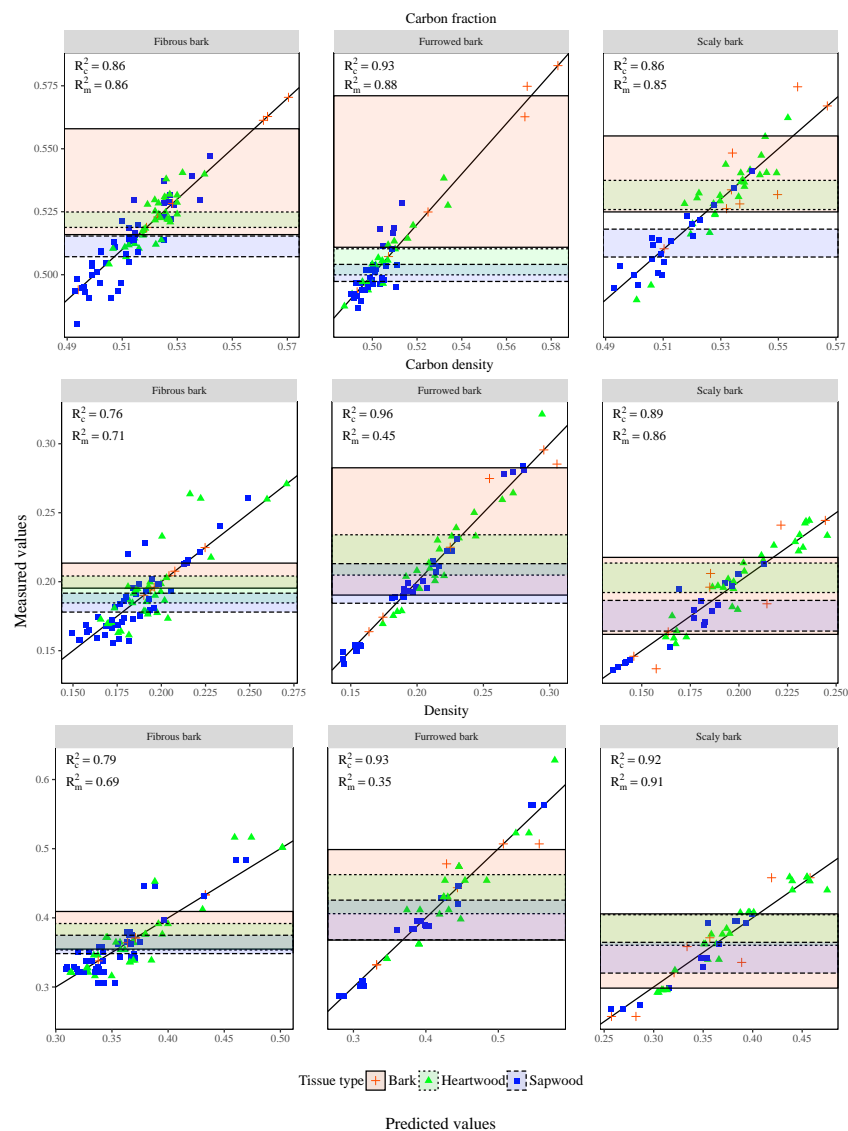 Carbon fraction
Fibrous bark Furrowed bark Scaly bark
R²c = 0.86 R²c = 0.93 R²c = 0.86
R²m = 0.86 R²m = 0.88 R²m = 0.85
0.575
0.550
0.525
0.500
0.49 0.51 0.53 0.55 0.57 0.50 0.52 0.54 0.56 0.58 0.49 0.51 0.53 0.55 0.57
Carbon density
Fibrous bark Furrowed bark Scaly bark
R²c = 0.76 R²c = 0.96 R²c = 0.89
R²m = 0.71 R²m = 0.45 R²m = 0.86
0.30
0.25
0.20
0.15
Measured values
0.150 0.175 0.200 0.225 0.250 0.275 0.15 0.20 0.25 0.30 0.150 0.175 0.200 0.225 0.250
Density
Fibrous bark Furrowed bark Scaly bark
R²c = 0.79 R²c = 0.93 R²c = 0.92
R²m = 0.69 R²m = 0.35 R²m = 0.91
0.6
0.5
0.4
0.3
0.30 0.35 0.40 0.45 0.50 0.3 0.4 0.5 0.25 0.30 0.35 0.40 0.45
Tissue type Bark Heartwood Sapwood
Predicted values